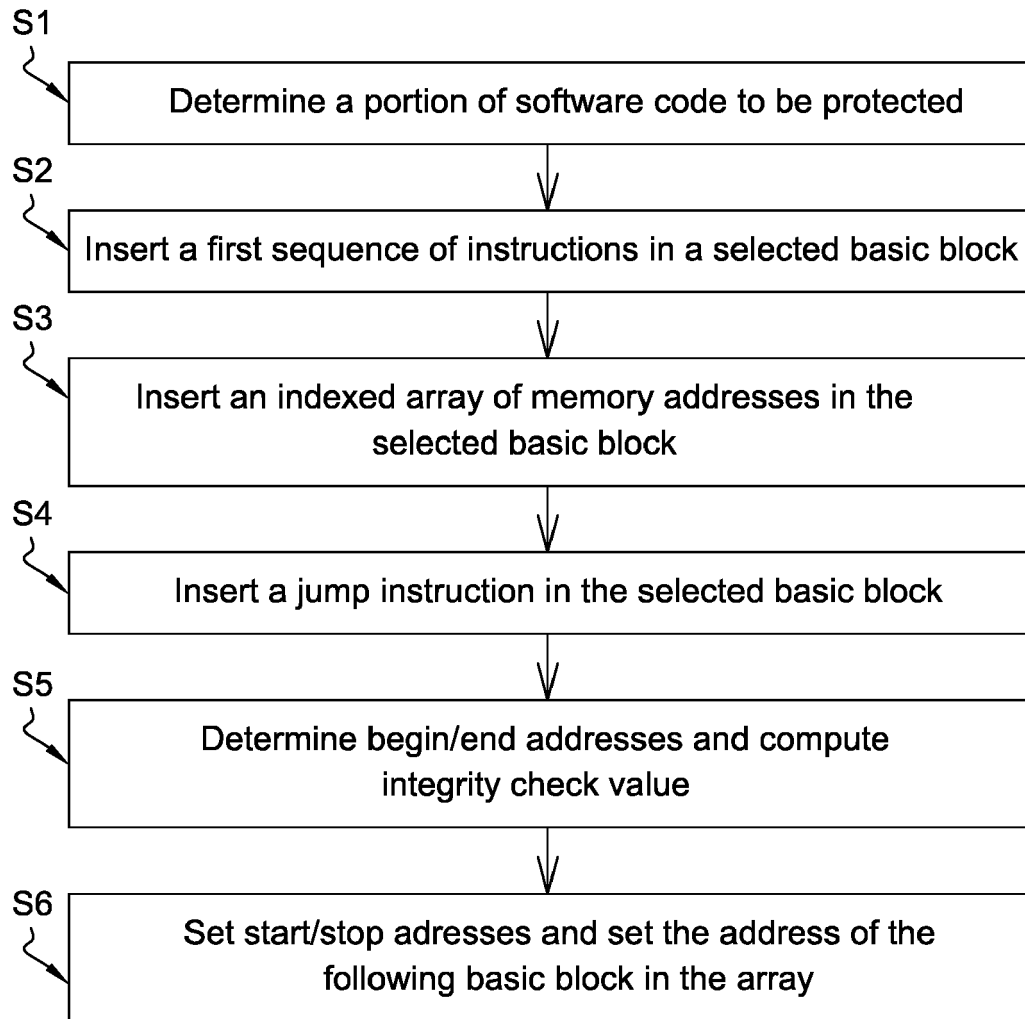 S1
Determine a portion of software code to be protected
S2
Insert a first sequence of instructions in a selected basic block
S3
Insert an indexed array of memory addresses in the
selected basic block
S4
Insert a jump instruction in the selected basic block
S5
Determine begin/end addresses and compute
integrity check value
S6
Set start/stop adresses and set the address of the
following basic block in the array